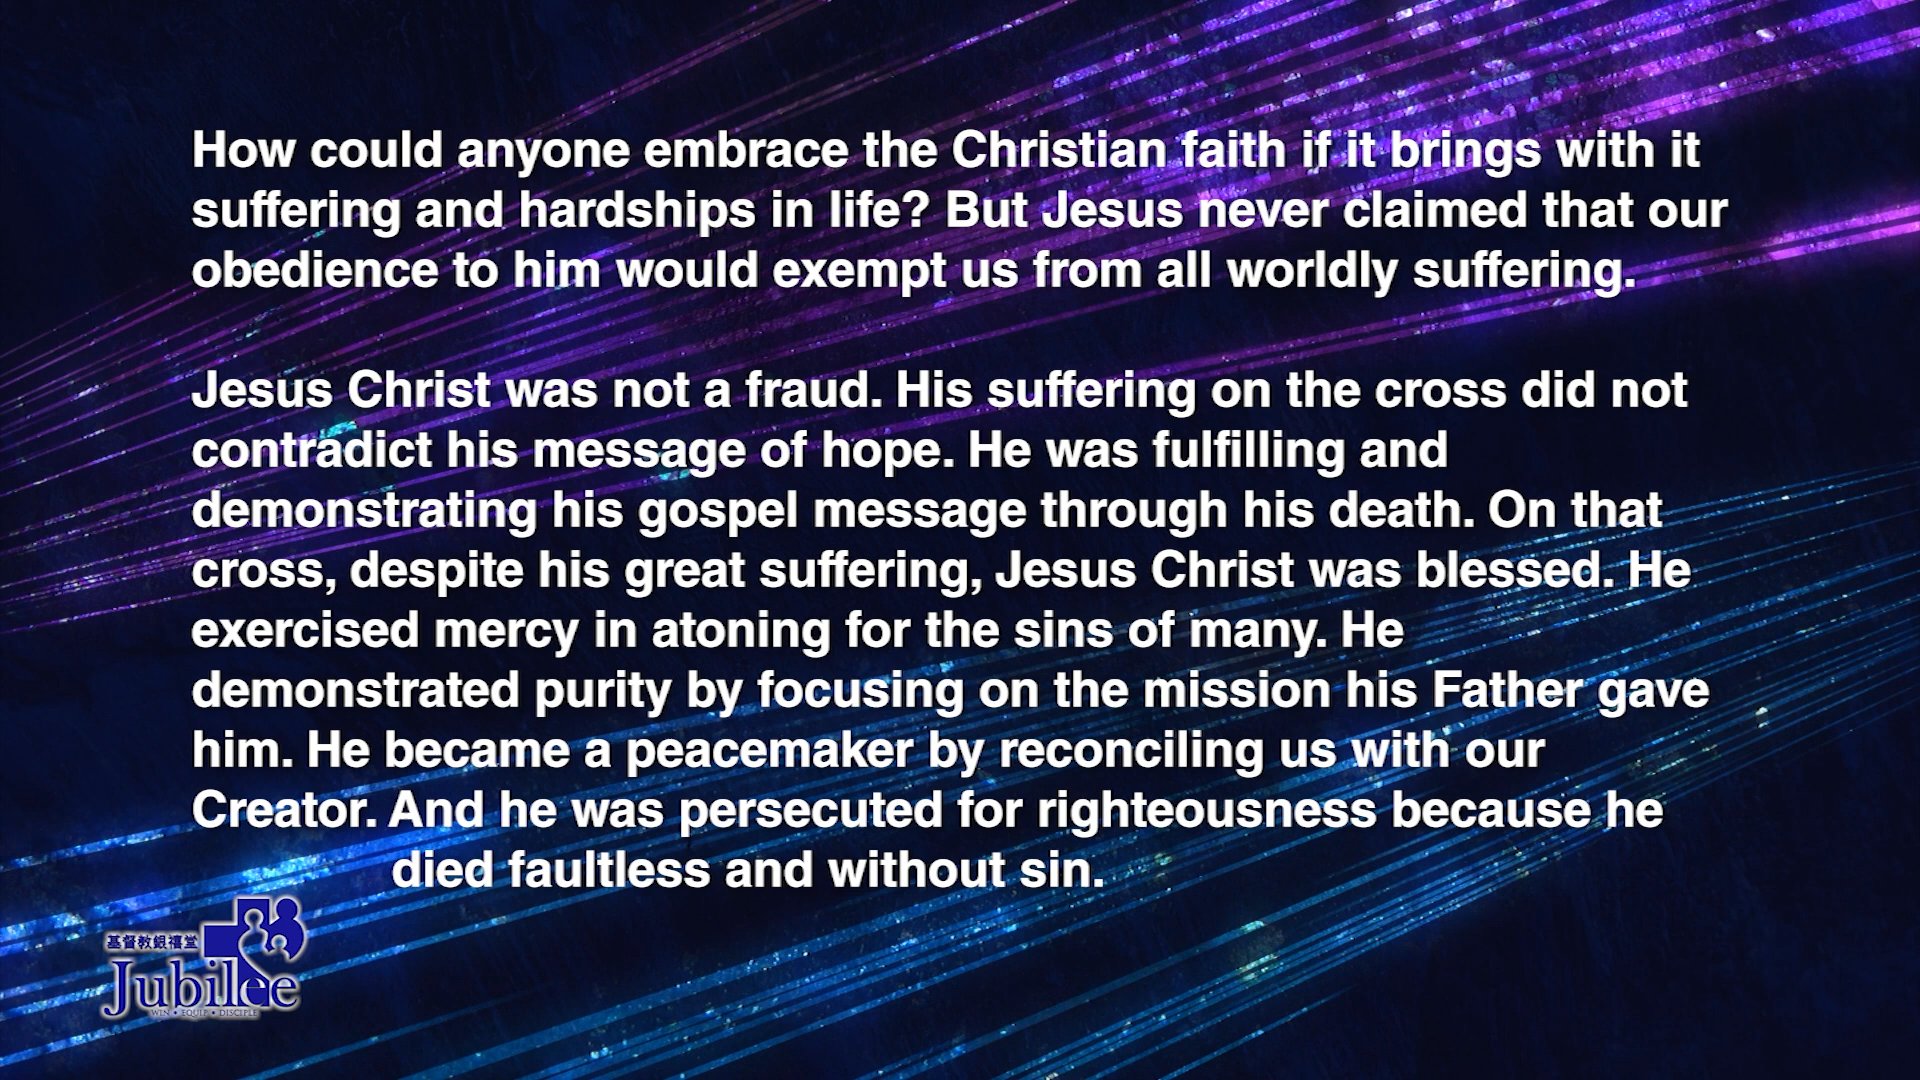 How could anyone embrace the Christian faith if it brings with it
suffering and hardships in life? But Jesus never claimed that our
obedience to him would exempt us from all worldly suffering.
Jesus Christ was not a fraud. His suffering on the cross did not
contradict his message of hope. He was fulfilling and
demonstrating his gospel message through his death. On that
cross, despite his great suffering, Jesus Christ was blessed. He
exercised mercy in atoning for the sins of many. He
demonstrated purity by focusing on the mission his Father gave
him. He became a peacemaker by reconciling us with our
Creator. And he was persecuted for righteousness because he
died faultless and without sin.
基督教銀禧堂
Jubilee
WIN • EQUIP • DISCIPLE